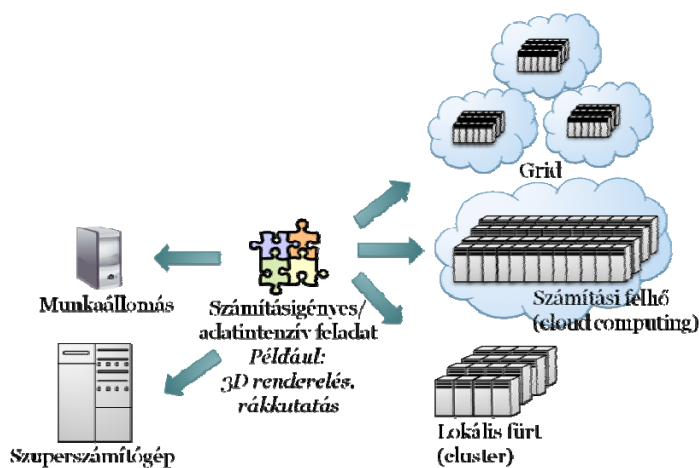 Grid
Munkaállomás
Számításigényes/
adatintenzív feladat
Például:
3D renderelés,
rákkutatás
Számítási felhő
(cloud computing)
Szuperszámítógép
Lokális fürt
(cluster)